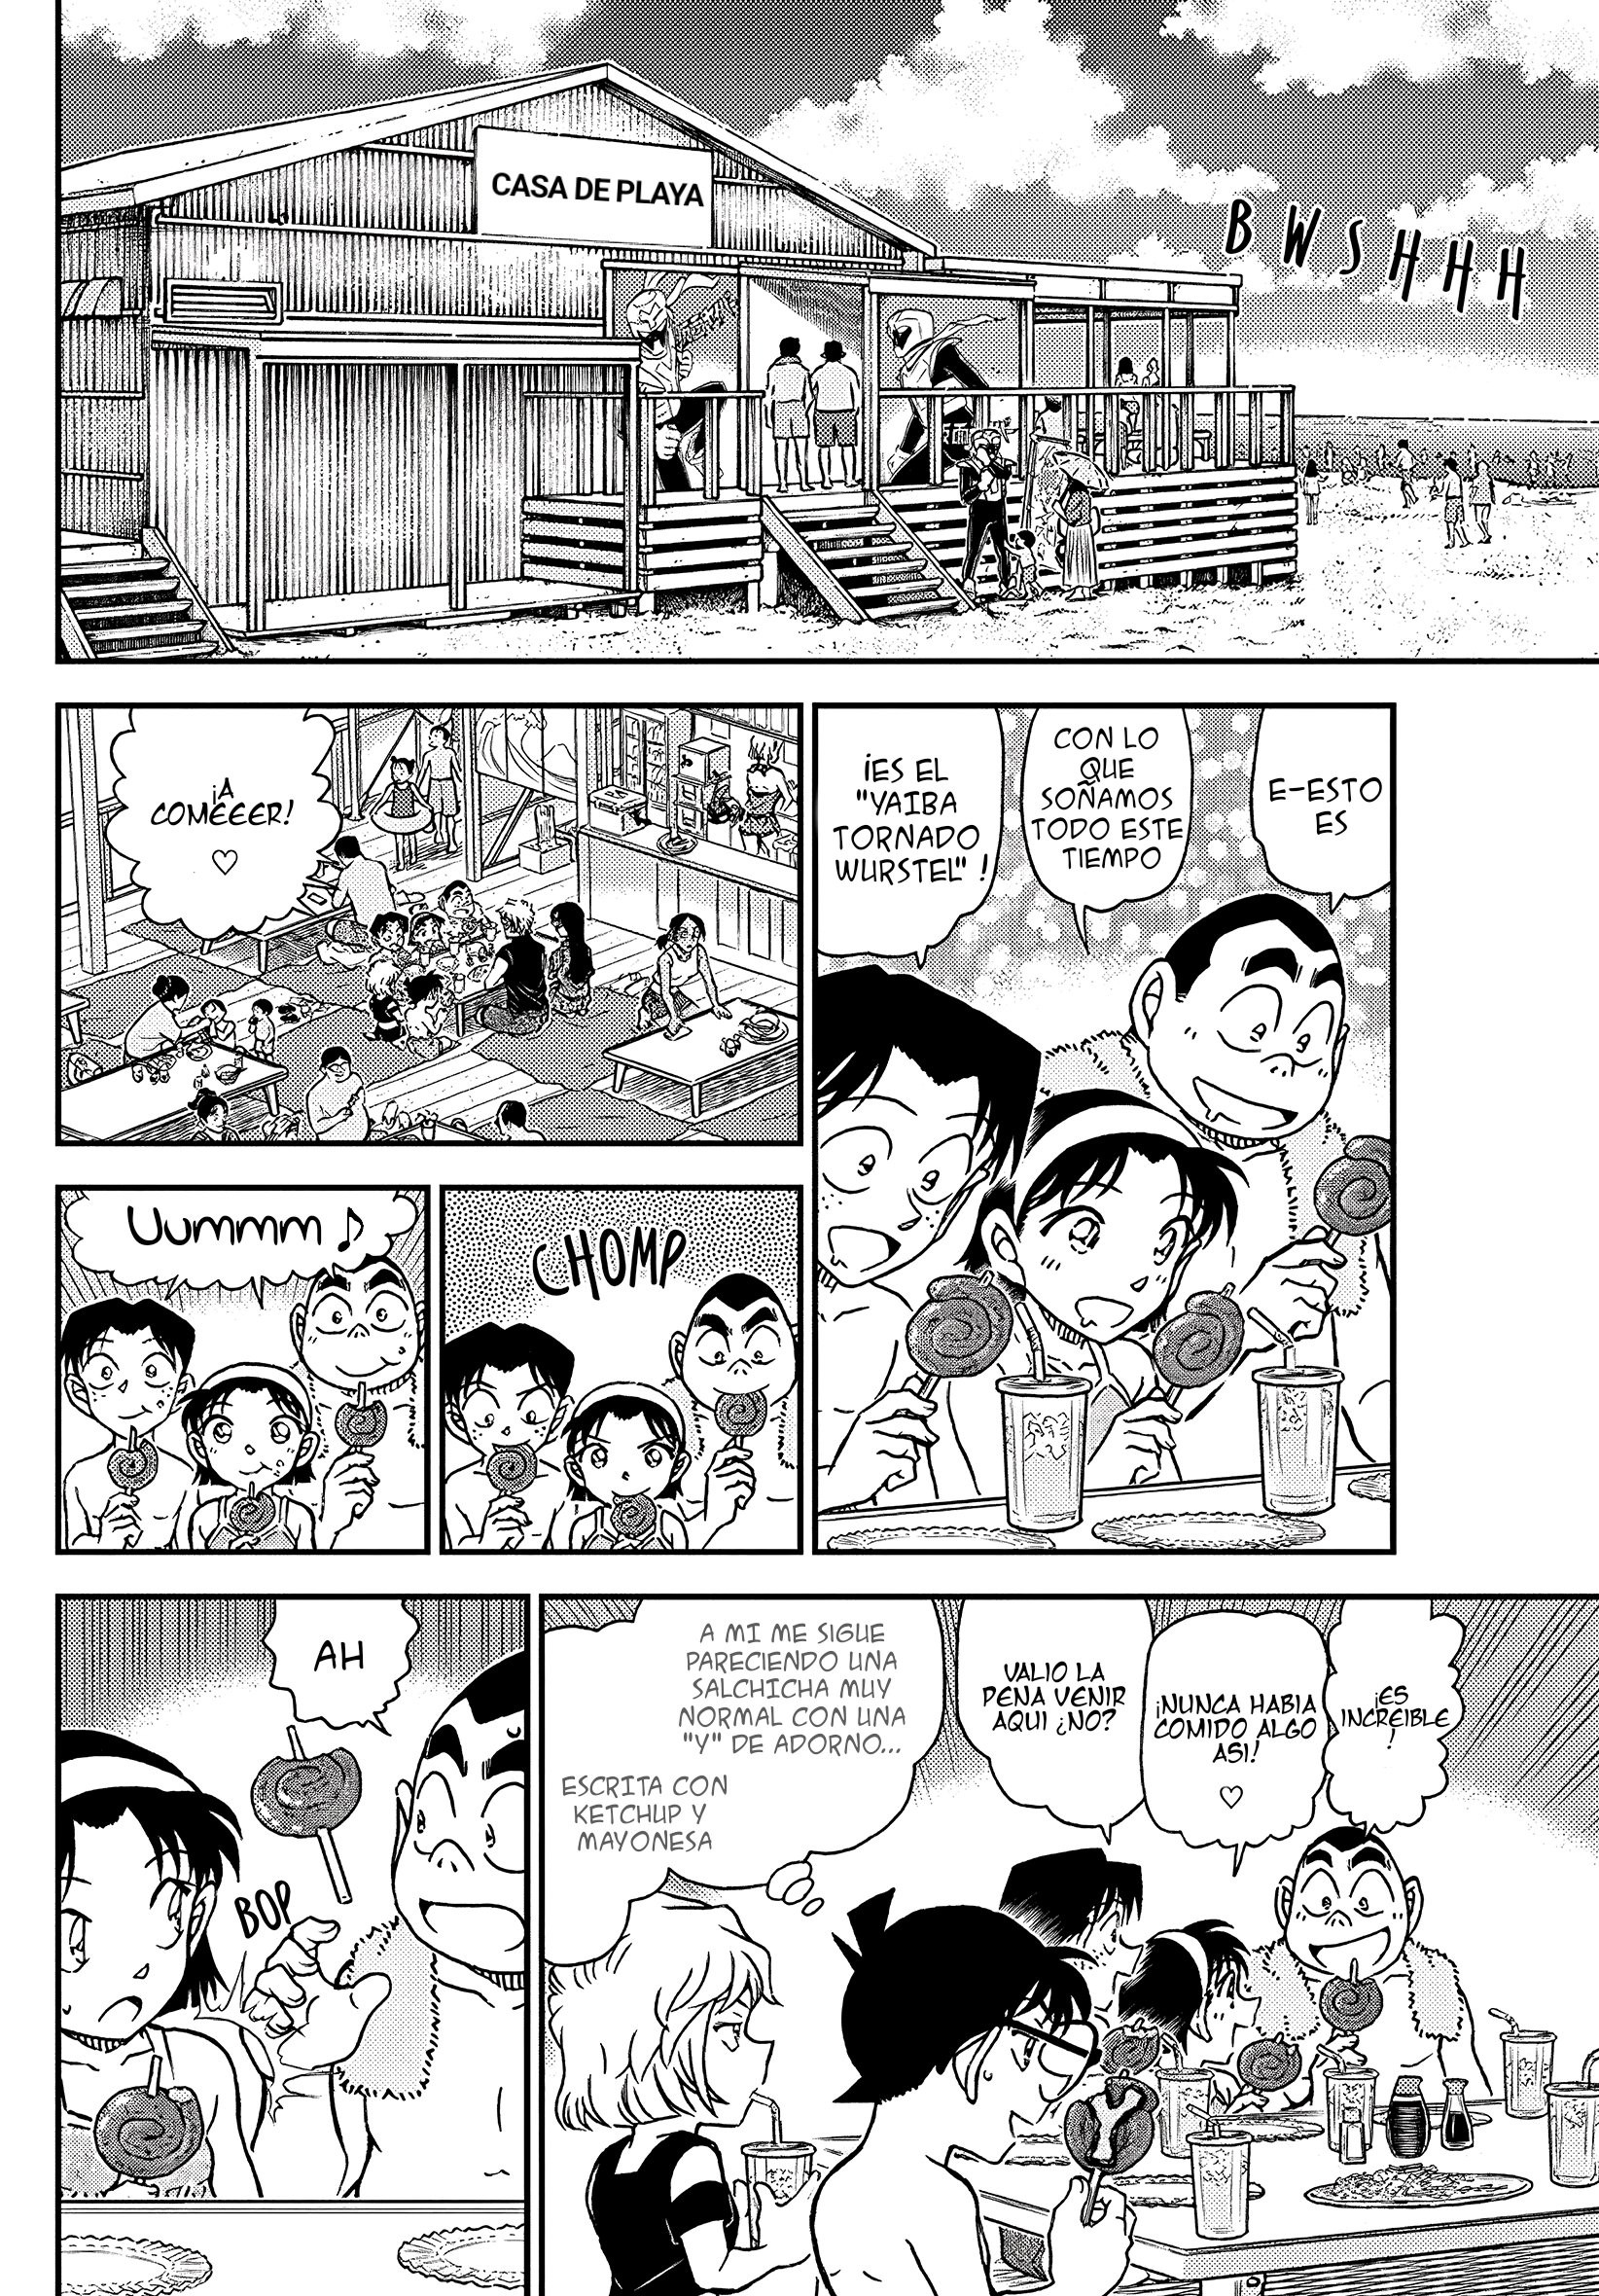 CASA DE PLAYA
BWSHHH
E-ESTO
ES
CON LO
QUE
SOÑAMOS
TODO ESTE
TIEMPO
¡ES EL
"YAIBA
TORNADO
WURSTEL" !
¡A
COMEEER!
♡
CHOMP
UUMMMM ♪
¡ES
INCREIBLE
!
¡NUNCA HABIA
COMIDO ALGO
ASI!
♡
VALIO LA
PENA VENIR
AQUI ¿NO?
A MI ME SIGUE
PARECIENDO UNA
SALCHICHA MUY
NORMAL CON UNA
"Y" DE ADORNO...
ESCRITA CON
KETCHUP Y
MAYONESA
AH
BOP